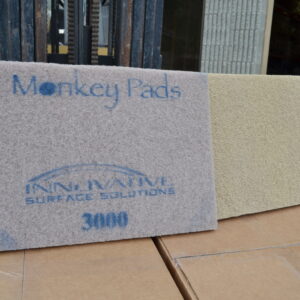 Monkey Pads
INNOVATIVE
SURFACE SOLUTIONS
3000